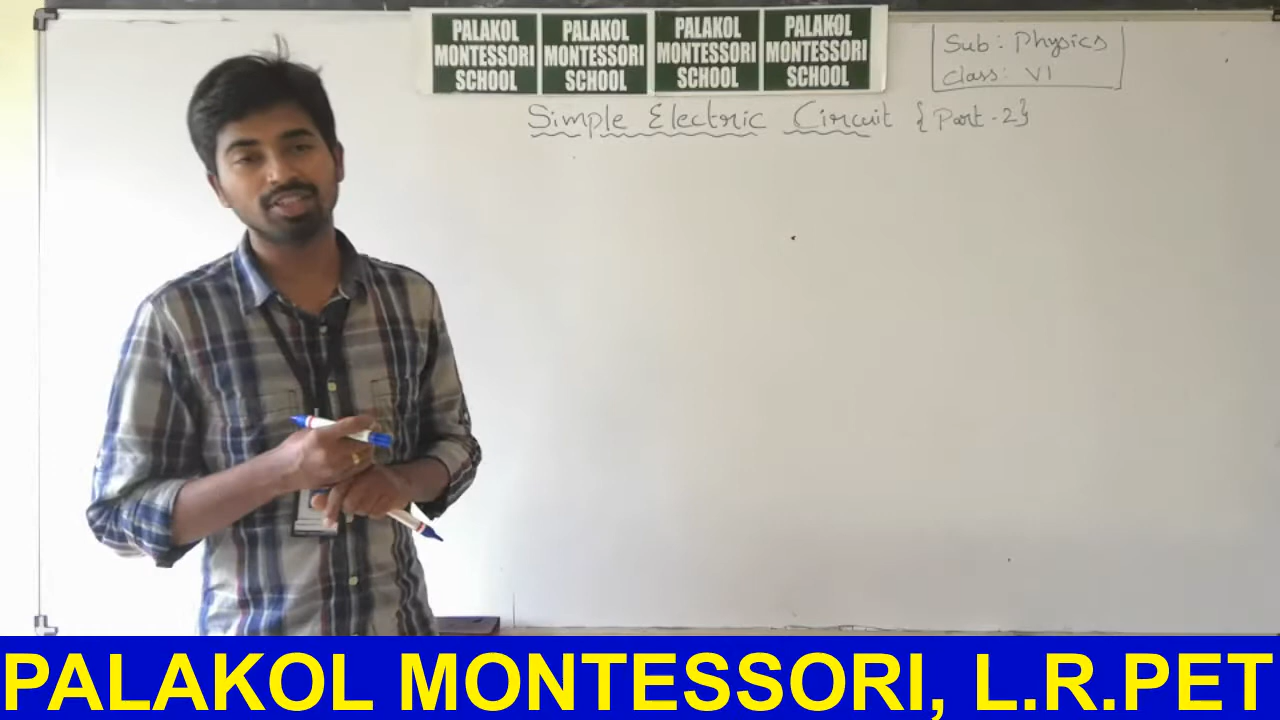 PALAKOL MONTESSORI SCHOOL
PALAKOL MONTESSORI SCHOOL
PALAKOL MONTESSORI SCHOOL
PALAKOL MONTESSORI SCHOOL
Sub: Physics
Class: VI
Simple Electric Circuit {Part-2}
PALAKOL MONTESSORI, L.R.PET